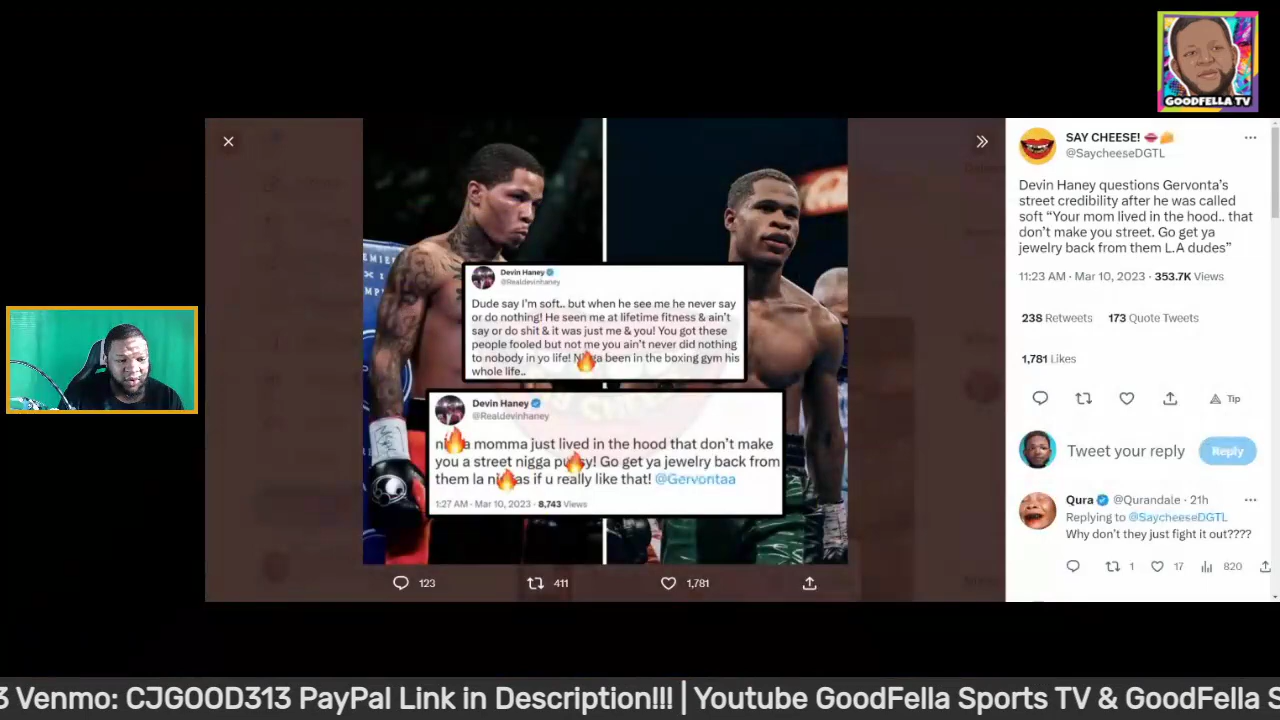 GOODFELLA TV
SAY CHEESE!
@SaycheeseDGTL
Devin Haney questions Gervonta's
street credibility after he was called
soft “Your mom lived in the hood.. that
don't make you street. Go get ya
jewelry back from them L.A dudes”
11:23 AM · Mar 10, 2023 · 353.7K Views
238 Retweets 173 Quote Tweets
1,781 Likes
Tip
Tweet your reply
Reply
Qura @Qurandale · 21h
Replying to @SaycheeseDGTL
Why don't they just fight it out????
1 17 820
Devin Haney
@Realdevinhaney
Dude say I'm soft.. but when he see me he never say
or do nothing! He seen me at lifetime fitness & ain't
say or do shit & it was just me & you! You got these
people fooled but not me you ain't never did nothing
to nobody in yo life! N ga been in the boxing gym his
whole life..
Devin Haney
@Realdevinhaney
ni a momma just lived in the hood that don't make
you a street nigga pu sy! Go get ya jewelry back from
them la ni as if u really like that! @Gervontaa
1:27 AM · Mar 10, 2023 · 8,743 Views
123 411 1,781
3 Venmo: CJGOOD313 PayPal Link in Description!!! | Youtube GoodFella Sports TV & GoodFella S